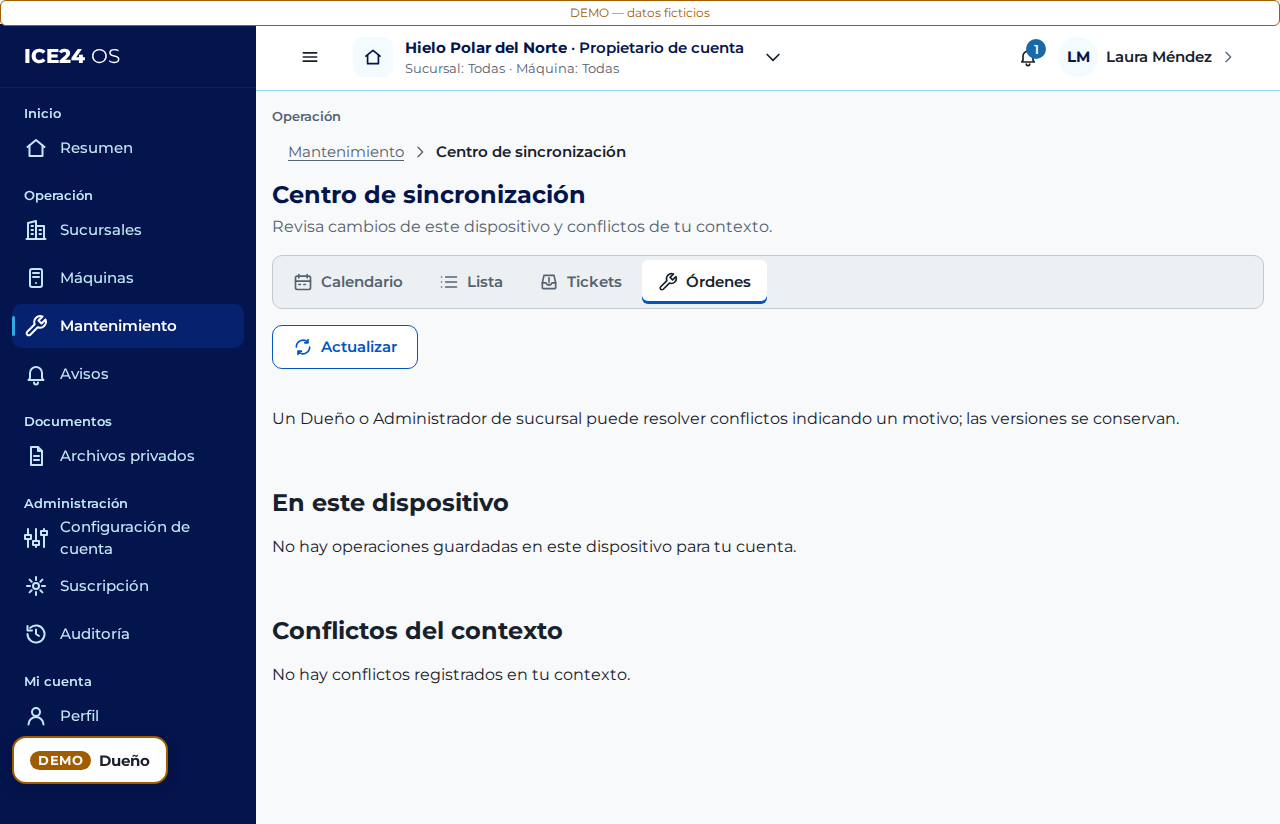 DEMO — datos ficticios
ICE24 OS
Inicio
Resumen
Operación
Sucursales
Máquinas
Mantenimiento
Avisos
Documentos
Archivos privados
Administración
Configuración de
cuenta
Suscripción
Auditoría
Mi cuenta
Perfil
DEMO Dueño
Hielo Polar del Norte · Propietario de cuenta
Sucursal: Todas · Máquina: Todas
1
LM Laura Méndez
Operación
Mantenimiento Centro de sincronización
Centro de sincronización
Revisa cambios de este dispositivo y conflictos de tu contexto.
Calendario Lista Tickets Órdenes
Actualizar
Un Dueño o Administrador de sucursal puede resolver conflictos indicando un motivo; las versiones se conservan.
En este dispositivo
No hay operaciones guardadas en este dispositivo para tu cuenta.
Conflictos del contexto
No hay conflictos registrados en tu contexto.